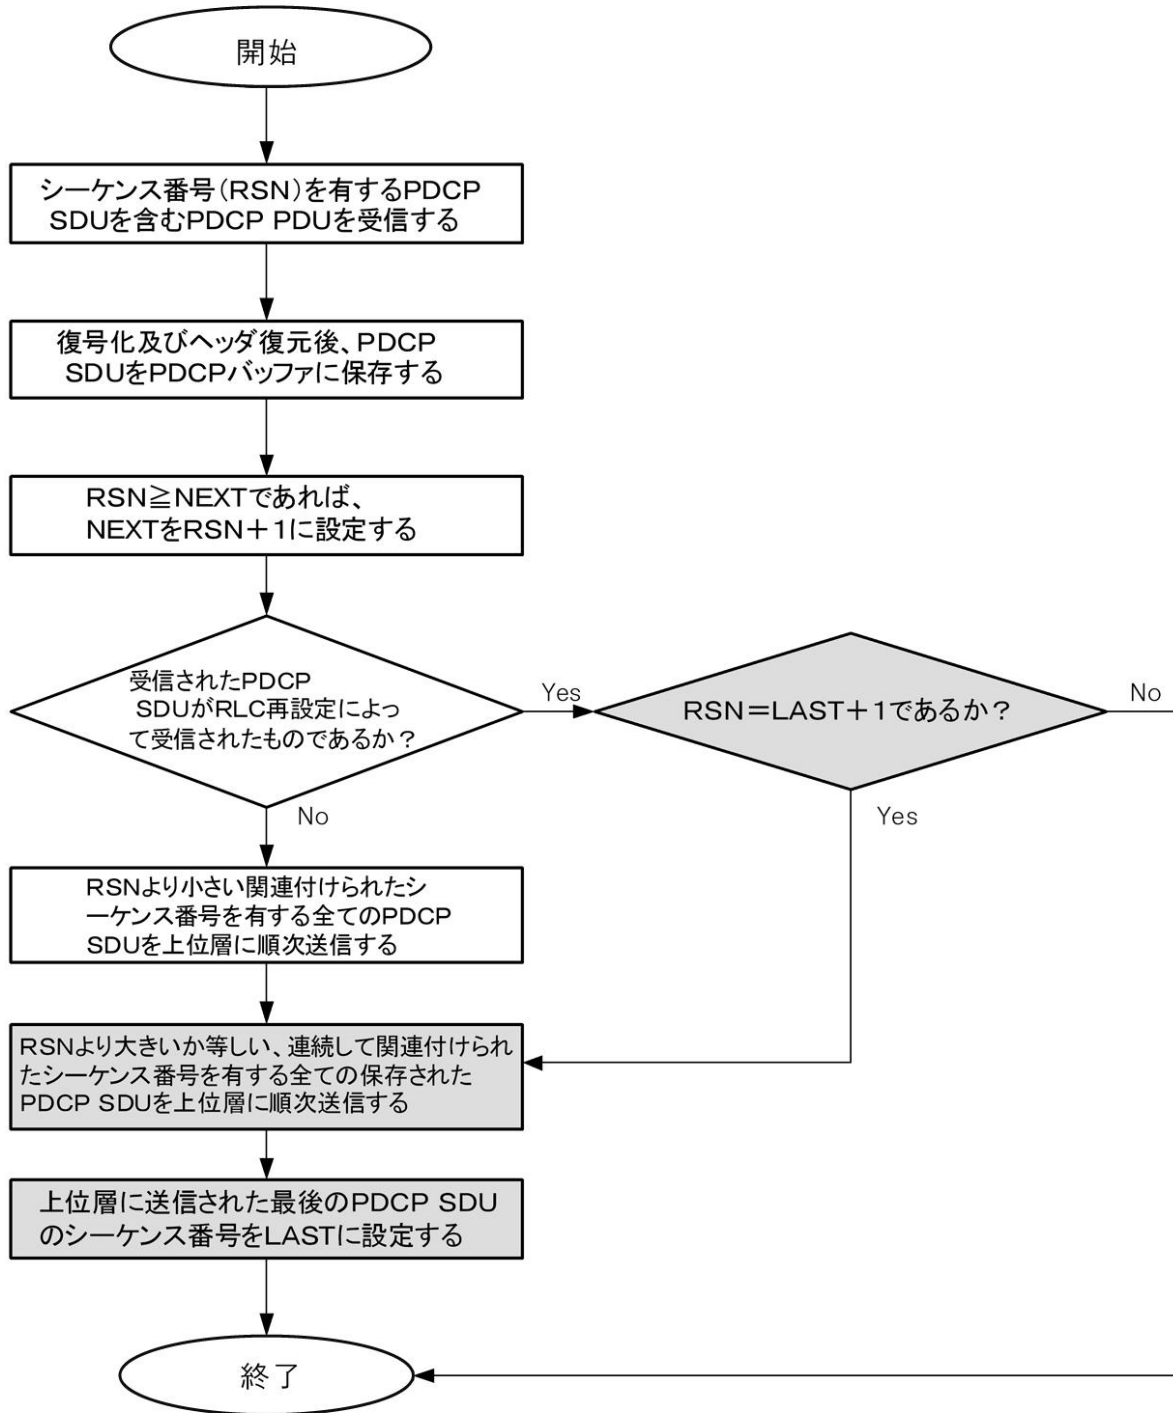 開始
シーケンス番号（RSN）を有するPDCP
SDUを含むPDCP PDUを受信する
復号化及びヘッダ復元後、PDCP
SDUをPDCPバッファに保存する
RSN≧NEXTであれば、
NEXTをRSN＋1に設定する
受信されたPDCP
SDUがRLC再設定によっ
て受信されたものであるか？
Yes
RSN＝LAST＋1であるか？
No
No
Yes
RSNより小さい関連付けられたシ
ーケンス番号を有する全てのPDCP
SDUを上位層に順次送信する
RSNより大きいか等しい、連続して関連付けられ
たシーケンス番号を有する全ての保存された
PDCP SDUを上位層に順次送信する
上位層に送信された最後のPDCP SDU
のシーケンス番号をLASTに設定する
終了